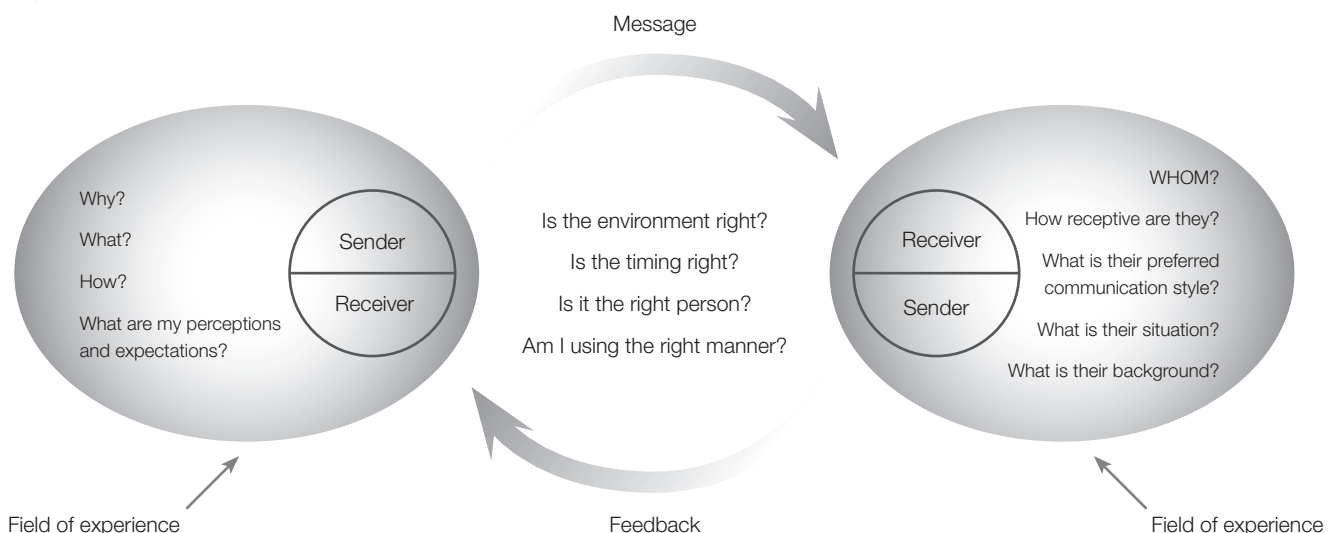 Message
Why?
What?
How?
What are my perceptions
and expectations?
Sender
Receiver
Is the environment right?
Is the timing right?
Is it the right person?
Am I using the right manner?
Receiver
Sender
WHOM?
How receptive are they?
What is their preferred
communication style?
What is their situation?
What is their background?
Field of experience
Feedback
Field of experience